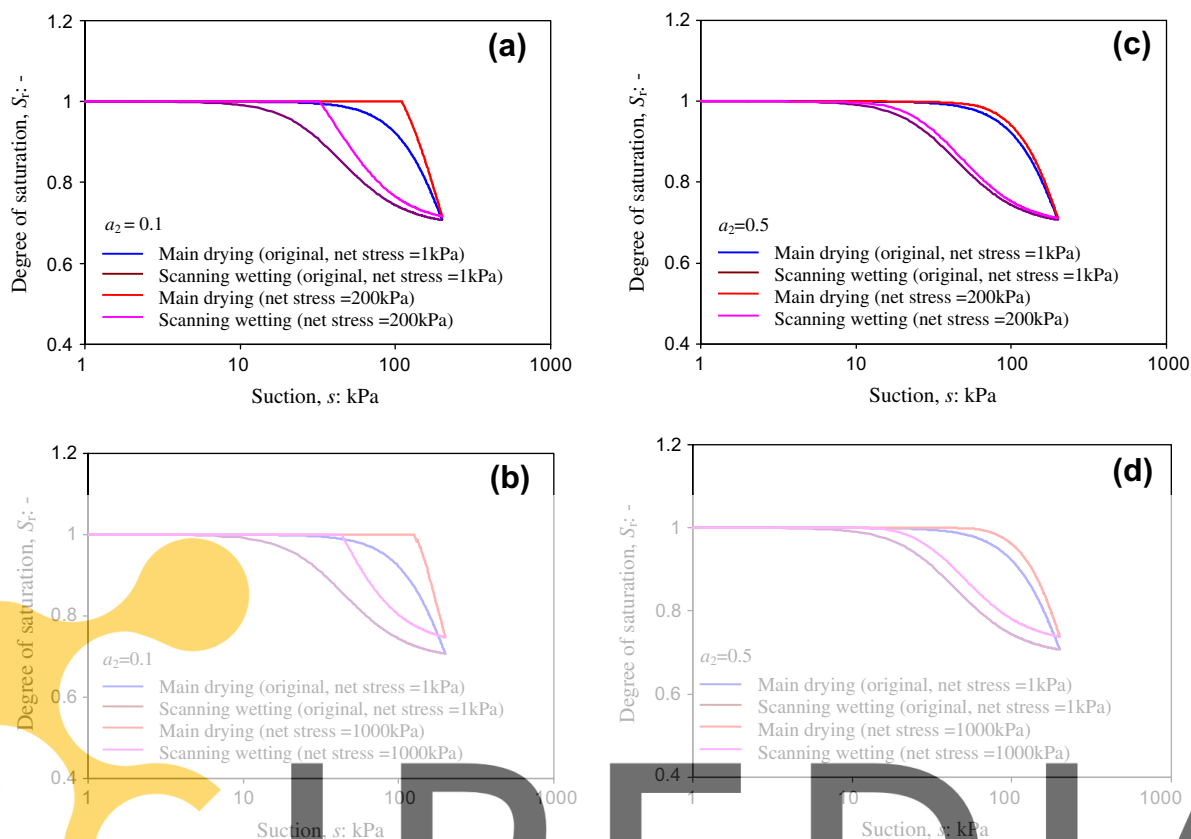 (a)
1.2
1
0.8
0.6
0.4
Degree of saturation, Sr: -
a2 = 0.1
Main drying (original, net stress =1kPa)
Scanning wetting (original, net stress =1kPa)
Main drying (net stress =200kPa)
Scanning wetting (net stress =200kPa)
1 10 100 1000
Suction, s: kPa
(c)
1.2
1
0.8
0.6
0.4
Degree of saturation, Sr: -
a2=0.5
Main drying (original, net stress =1kPa)
Scanning wetting (original, net stress =1kPa)
Main drying (net stress =200kPa)
Scanning wetting (net stress =200kPa)
1 10 100 1000
Suction, s: kPa
(b)
1.2
1
0.8
0.6
0.4
Degree of saturation, Sr: -
a2=0.1
Main drying (original, net stress =1kPa)
Scanning wetting (original, net stress =1kPa)
Main drying (net stress =1000kPa)
Scanning wetting (net stress =1000kPa)
1 10 100 1000
Suction, s: kPa
(d)
1.2
1
0.8
0.6
0.4
Degree of saturation, Sr: -
a2=0.5
Main drying (original, net stress =1kPa)
Scanning wetting (original, net stress =1kPa)
Main drying (net stress =1000kPa)
Scanning wetting (net stress =1000kPa)
1 10 100 1000
Suction, s: kPa